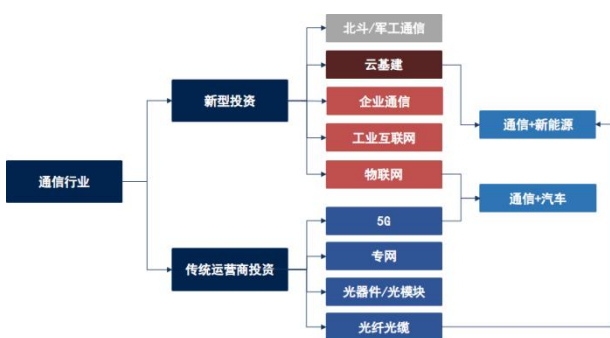 北斗/军工通信
云基建
新型投资
企业通信
通信+新能源
工业互联网
通信行业
物联网
通信+汽车
5G
专网
传统运营商投资
光器件/光模块
光纤光缆